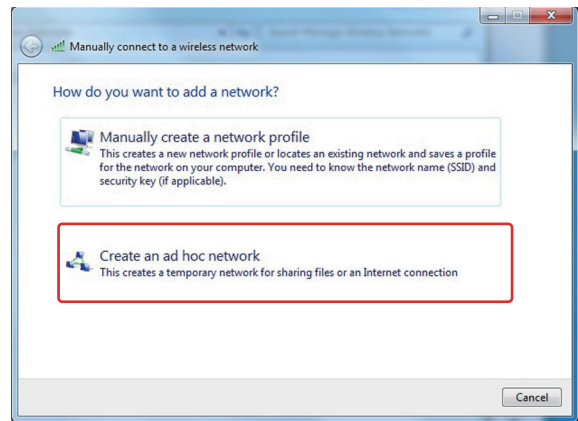 Manually connect to a wireless network
How do you want to add a network?
Manually create a network profile
This creates a new network profile or locates an existing network and saves a profile
for the network on your computer. You need to know the network name (SSID) and
security key (if applicable).
Create an ad hoc network
This creates a temporary network for sharing files or an Internet connection
Cancel